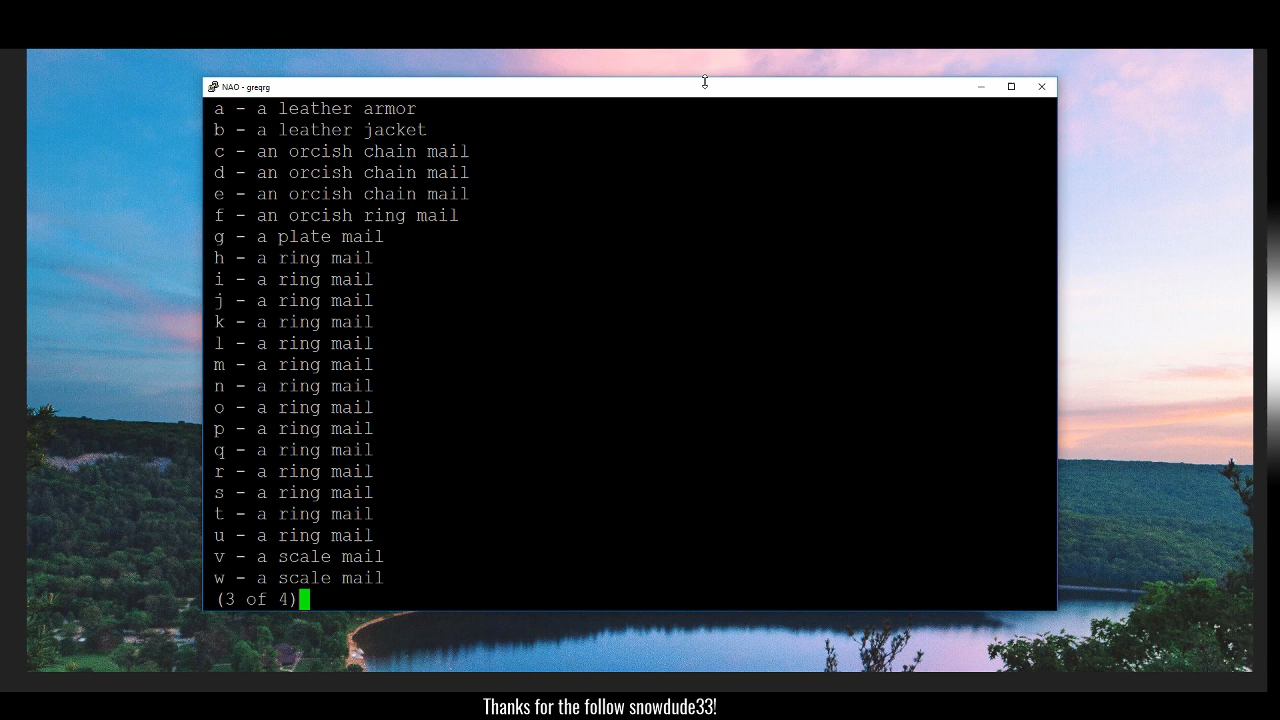 NAO - greqrg
a - a leather armor
b - a leather jacket
c - an orcish chain mail
d - an orcish chain mail
e - an orcish chain mail
f - an orcish ring mail
g - a plate mail
h - a ring mail
i - a ring mail
j - a ring mail
k - a ring mail
l - a ring mail
m - a ring mail
n - a ring mail
o - a ring mail
p - a ring mail
q - a ring mail
r - a ring mail
s - a ring mail
t - a ring mail
u - a ring mail
v - a scale mail
w - a scale mail
(3 of 4)
Thanks for the follow snowdude33!